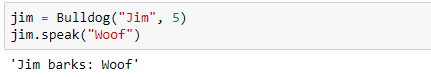 jim = Bulldog("Jim", 5)
jim.speak("Woof")
'Jim barks: Woof'